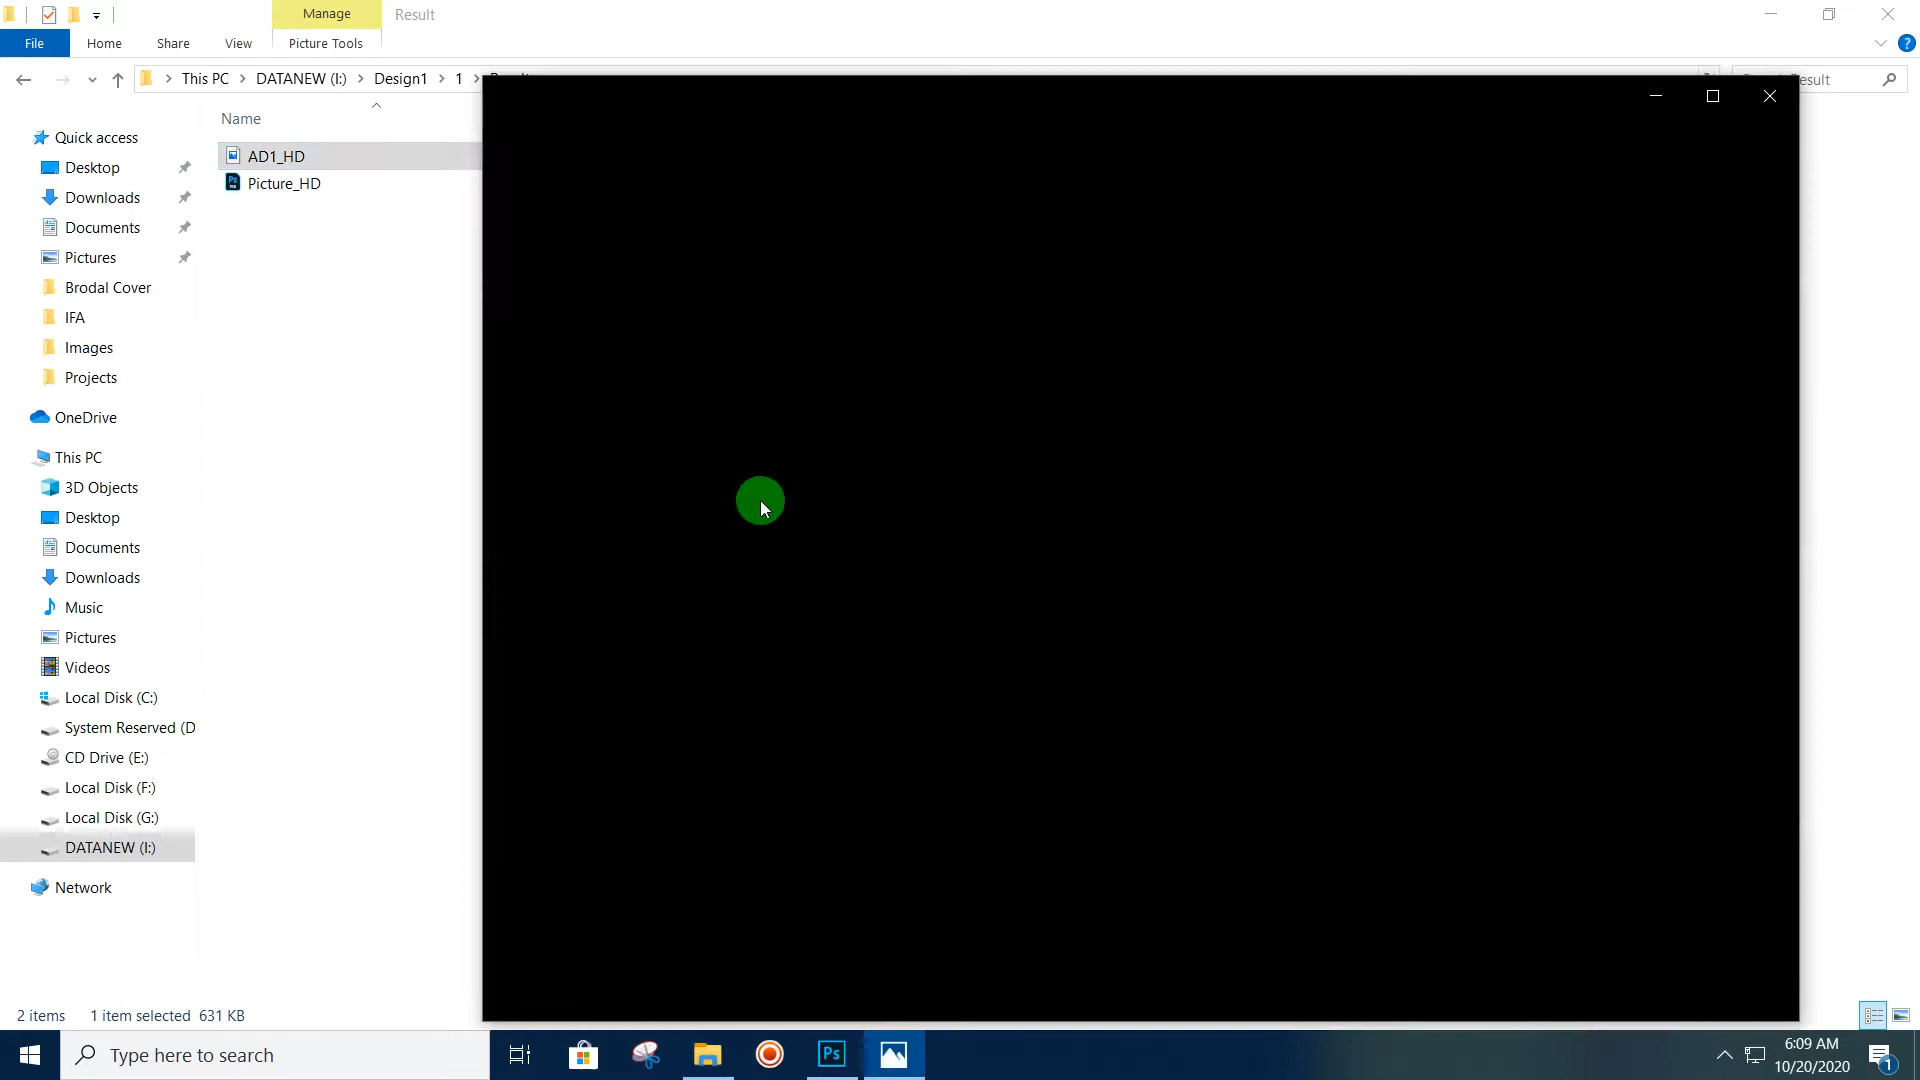 Manage
Result
File
Home
Share
View
Picture Tools
This PC
DATANEW (I:)
Design1
1
Result
Name
AD1_HD
Picture_HD
Quick access
Desktop
Downloads
Documents
Pictures
Brodal Cover
IFA
Images
Projects
OneDrive
This PC
3D Objects
Desktop
Documents
Downloads
Music
Pictures
Videos
Local Disk (C:)
System Reserved (D
CD Drive (E:)
Local Disk (F:)
Local Disk (G:)
DATANEW (I:)
Network
2 items
1 item selected 631 KB
Type here to search
Ps
6:09 AM
10/20/2020
1